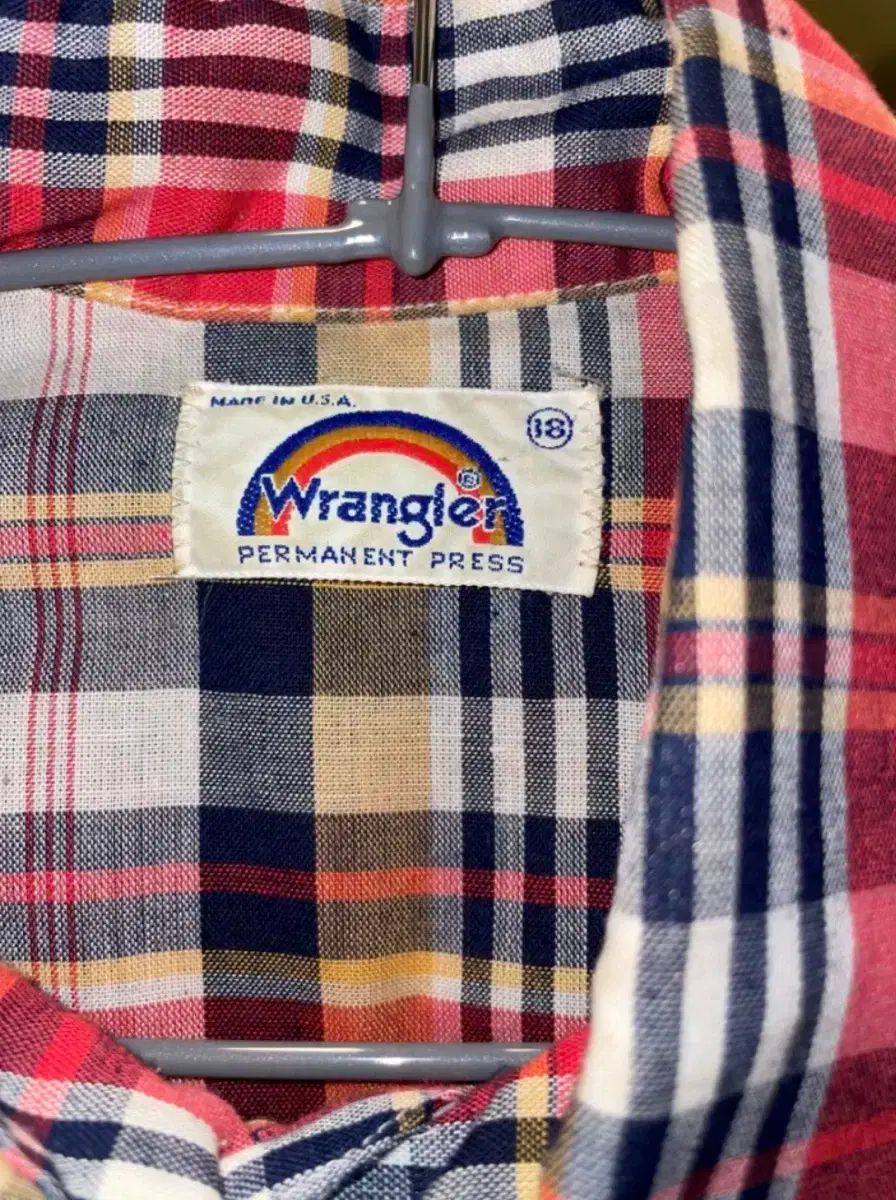 MADE IN U.S.A.
18
Wrangler ®
PERMANENT PRESS